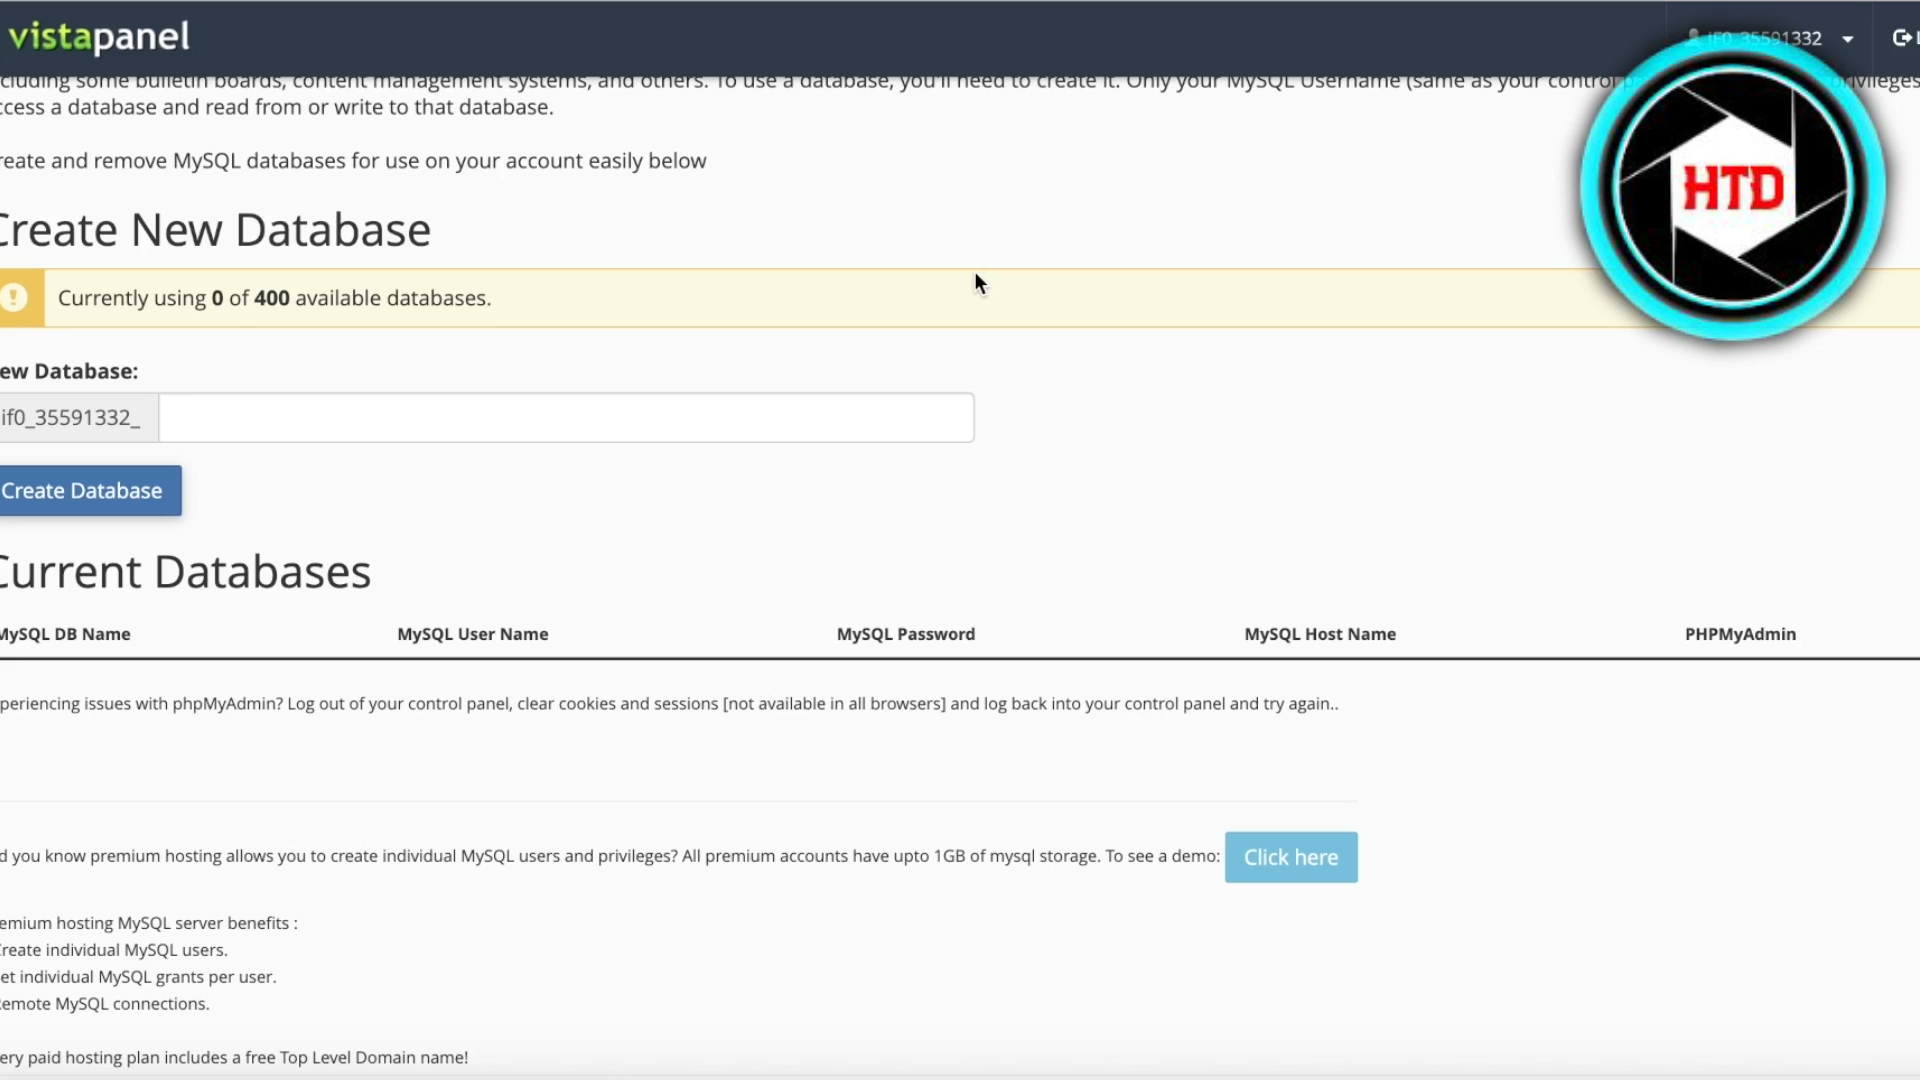 vistapanel
iF0_35591332
cluding some bulletin boards, content management systems, and others. To use a database, you'll need to create it. Only your MySQL Username (same as your control privileges
ccess a database and read from or write to that database.
reate and remove MySQL databases for use on your account easily below
HTD
Create New Database
Currently using 0 of 400 available databases.
ew Database:
if0_35591332_
Create Database
Current Databases
MySQL DB Name MySQL User Name MySQL Password MySQL Host Name PHPMyAdmin
periencing issues with phpMyAdmin? Log out of your control panel, clear cookies and sessions [not available in all browsers] and log back into your control panel and try again..
d you know premium hosting allows you to create individual MySQL users and privileges? All premium accounts have upto 1GB of mysql storage. To see a demo: Click here
emium hosting MySQL server benefits :
Create individual MySQL users.
et individual MySQL grants per user.
Remote MySQL connections.
ery paid hosting plan includes a free Top Level Domain name!